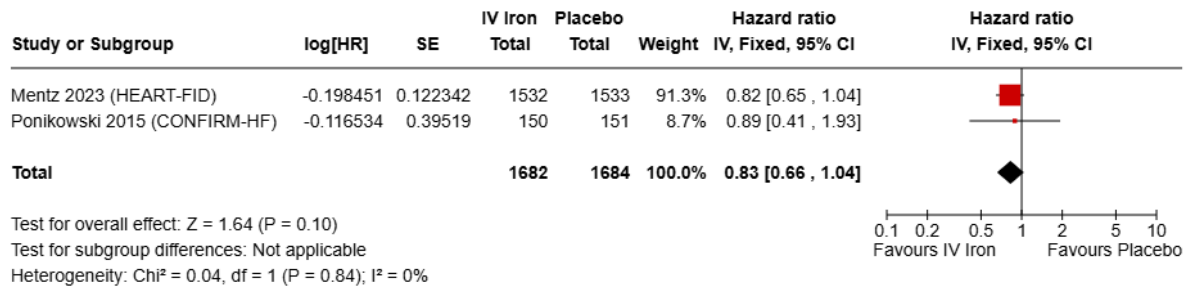 IV Iron Placebo Hazard ratio Hazard ratio
Study or Subgroup log[HR] SE Total Total Weight IV, Fixed, 95% CI IV, Fixed, 95% CI
Mentz 2023 (HEART-FID) -0.198451 0.122342 1532 1533 91.3% 0.82 [0.65 , 1.04]
Ponikowski 2015 (CONFIRM-HF) -0.116534 0.39519 150 151 8.7% 0.89 [0.41 , 1.93]
Total 1682 1684 100.0% 0.83 [0.66 , 1.04]
Test for overall effect: Z = 1.64 (P = 0.10)
Test for subgroup differences: Not applicable
Heterogeneity: Chi² = 0.04, df = 1 (P = 0.84); I² = 0%
0.1 0.2 0.5 1 2 5 10
Favours IV Iron Favours Placebo